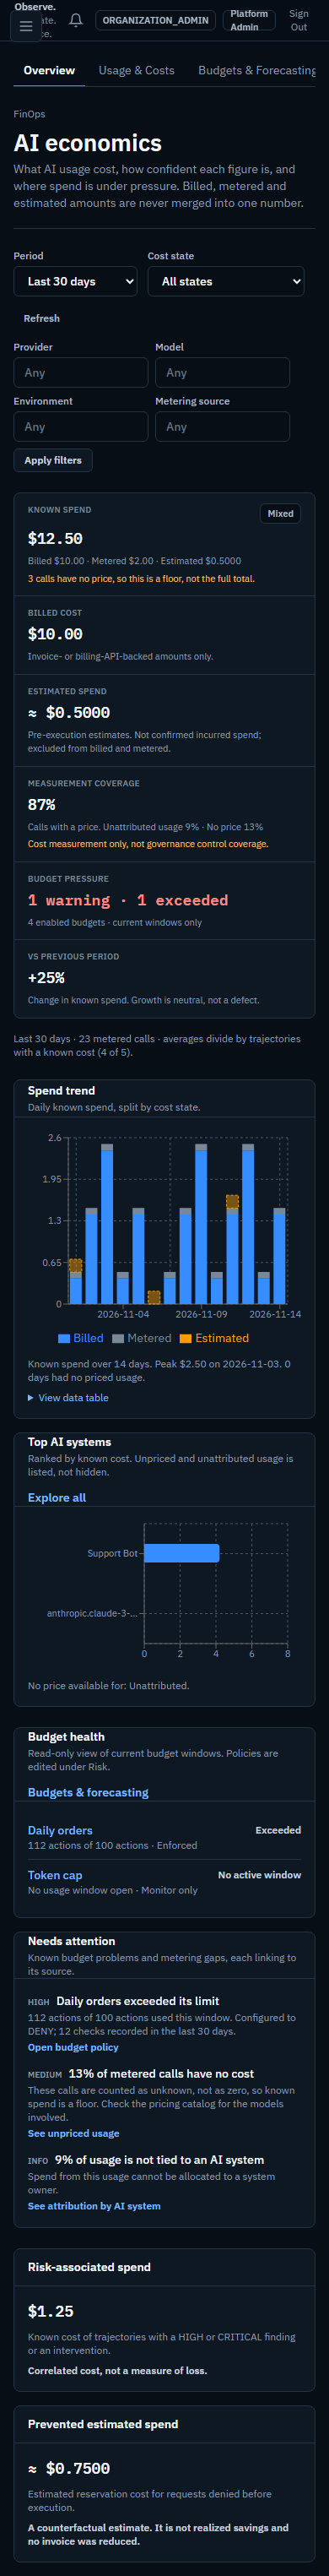 Observe.
ate.
ce.
ORGANIZATION_ADMIN
Platform
Admin
Sign
Out
Overview
Usage & Costs
Budgets & Forecasting
FinOps
AI economics
What AI usage cost, how confident each figure is, and
where spend is under pressure. Billed, metered and
estimated amounts are never merged into one number.
Period
Cost state
Last 30 days
All states
Refresh
Provider
Model
Any
Any
Environment
Metering source
Any
Any
Apply filters
KNOWN SPEND
Mixed
$12.50
Billed $10.00 · Metered $2.00 · Estimated $0.5000
3 calls have no price, so this is a floor, not the full total.
BILLED COST
$10.00
Invoice- or billing-API-backed amounts only.
ESTIMATED SPEND
≈ $0.5000
Pre-execution estimates. Not confirmed incurred spend;
excluded from billed and metered.
MEASUREMENT COVERAGE
87%
Calls with a price. Unattributed usage 9% · No price 13%
Cost measurement only, not governance control coverage.
BUDGET PRESSURE
1 warning · 1 exceeded
4 enabled budgets · current windows only
VS PREVIOUS PERIOD
+25%
Change in known spend. Growth is neutral, not a defect.
Last 30 days · 23 metered calls · averages divide by trajectories
with a known cost (4 of 5).
Spend trend
Daily known spend, split by cost state.
2.6
1.95
1.3
0.65
0
2026-11-04
2026-11-09
2026-11-14
Billed
Metered
Estimated
Known spend over 14 days. Peak $2.50 on 2026-11-03. 0
days had no priced usage.
▶ View data table
Top AI systems
Ranked by known cost. Unpriced and unattributed usage is
listed, not hidden.
Explore all
Support Bot
anthropic.claude-3-...
0
2
4
6
8
No price available for: Unattributed.
Budget health
Read-only view of current budget windows. Policies are
edited under Risk.
Budgets & forecasting
Daily orders
Exceeded
112 actions of 100 actions · Enforced
Token cap
No active window
No usage window open · Monitor only
Needs attention
Known budget problems and metering gaps, each linking to
its source.
HIGH Daily orders exceeded its limit
112 actions of 100 actions used this window. Configured to
DENY; 12 checks recorded in the last 30 days.
Open budget policy
MEDIUM 13% of metered calls have no cost
These calls are counted as unknown, not as zero, so known
spend is a floor. Check the pricing catalog for the models
involved.
See unpriced usage
INFO 9% of usage is not tied to an AI system
Spend from this usage cannot be allocated to a system
owner.
See attribution by AI system
Risk-associated spend
$1.25
Known cost of trajectories with a HIGH or CRITICAL finding
or an intervention.
Correlated cost, not a measure of loss.
Prevented estimated spend
≈ $0.7500
Estimated reservation cost for requests denied before
execution.
A counterfactual estimate. It is not realized savings and
no invoice was reduced.